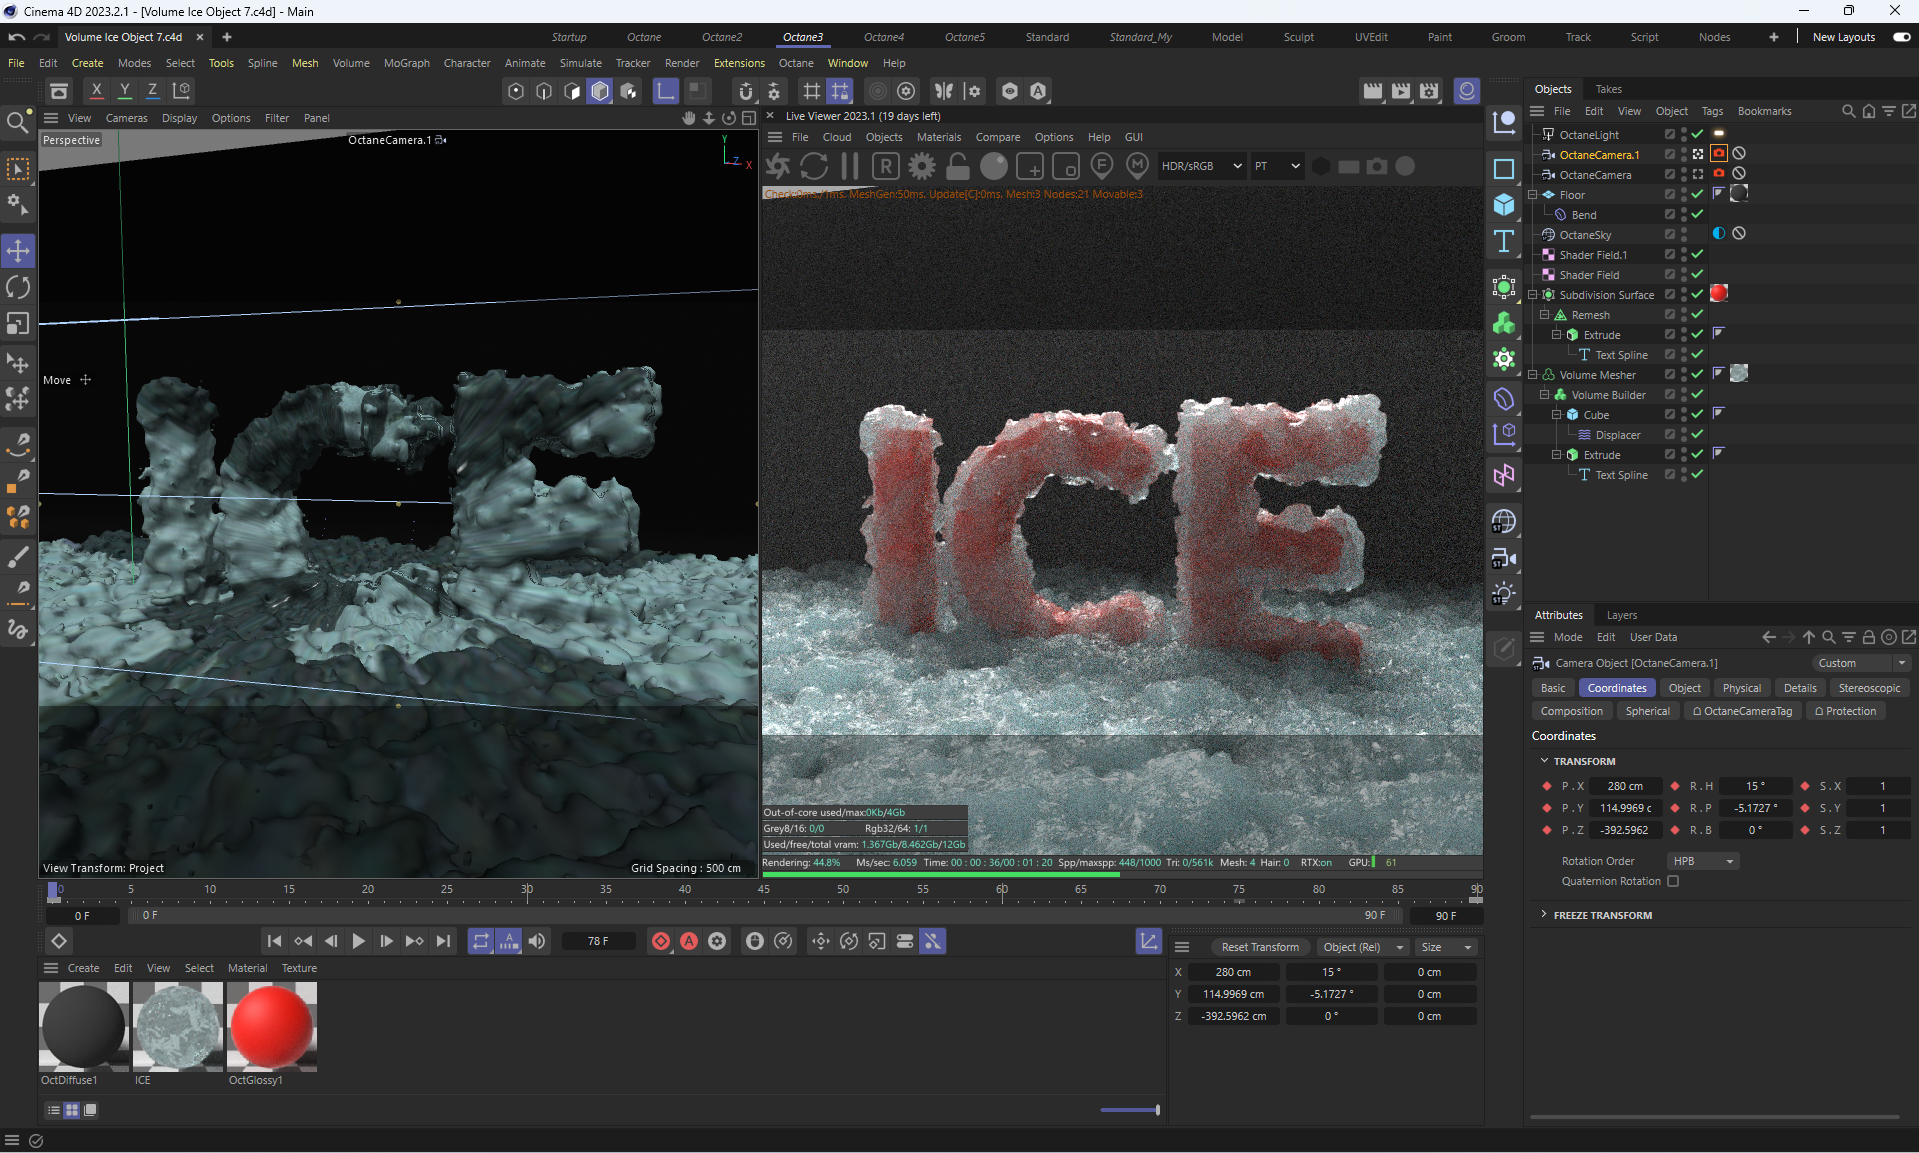 Cinema 4D 2023.2.1 - [Volume Ice Object 7.c4d] - Main
Volume Ice Object 7.c4d
Startup Octane Octane2 Octane3 Octane4 Octane5 Standard Standard_My Model Sculpt UVEdit Paint Groom Track Script Nodes New Layouts
File Edit Create Modes Select Tools Spline Mesh Volume MoGraph Character Animate Simulate Tracker Render Extensions Octane Window Help
X Y Z
View Cameras Display Options Filter Panel
Perspective
OctaneCamera.1
Y
Z X
Move
View Transform: Project
Grid Spacing : 500 cm
Live Viewer 2023.1 (19 days left)
File Cloud Objects Materials Compare Options Help GUI
HDR/sRGB PT
Check:0ms./1ms. MeshGen:50ms. Update[C]:0ms. Mesh:3 Nodes:21 Movable:3
ICE
Out-of-core used/max:0Kb/4Gb
Grey8/16: 0/0 Rgb32/64: 1/1
Used/free/total vram: 1.367Gb/8.462Gb/12Gb
Rendering: 44.8% Ms/sec: 6.059 Time: 00 : 00 : 36/00 : 01 : 20 Spp/maxspp: 448/1000 Tri: 0/561k Mesh: 4 Hair: 0 RTX:on GPU: 61
Objects Takes
File Edit View Object Tags Bookmarks
OctaneLight
OctaneCamera.1
OctaneCamera
Floor
Bend
OctaneSky
Shader Field.1
Shader Field
Subdivision Surface
Remesh
Extrude
Text Spline
Volume Mesher
Volume Builder
Cube
Displacer
Extrude
Text Spline
Attributes Layers
Mode Edit User Data
Camera Object [OctaneCamera.1] Custom
Basic Coordinates Object Physical Details Stereoscopic
Composition Spherical OctaneCameraTag Protection
Coordinates
TRANSFORM
P . X 280 cm R . H 15 ° S . X 1
P . Y 114.9969 c R . P -5.1727 ° S . Y 1
P . Z -392.5962 R . B 0 ° S . Z 1
Rotation Order HPB
Quaternion Rotation
FREEZE TRANSFORM
0 5 10 15 20 25 30 35 40 45 50 55 60 65 70 75 80 85 90
0 F 0 F 90 F 90 F
78 F
Create Edit View Select Material Texture
OctDiffuse1 ICE OctGlossy1
Reset Transform Object (Rel) Size
X 280 cm 15 ° 0 cm
Y 114.9969 cm -5.1727 ° 0 cm
Z -392.5962 cm 0 ° 0 cm